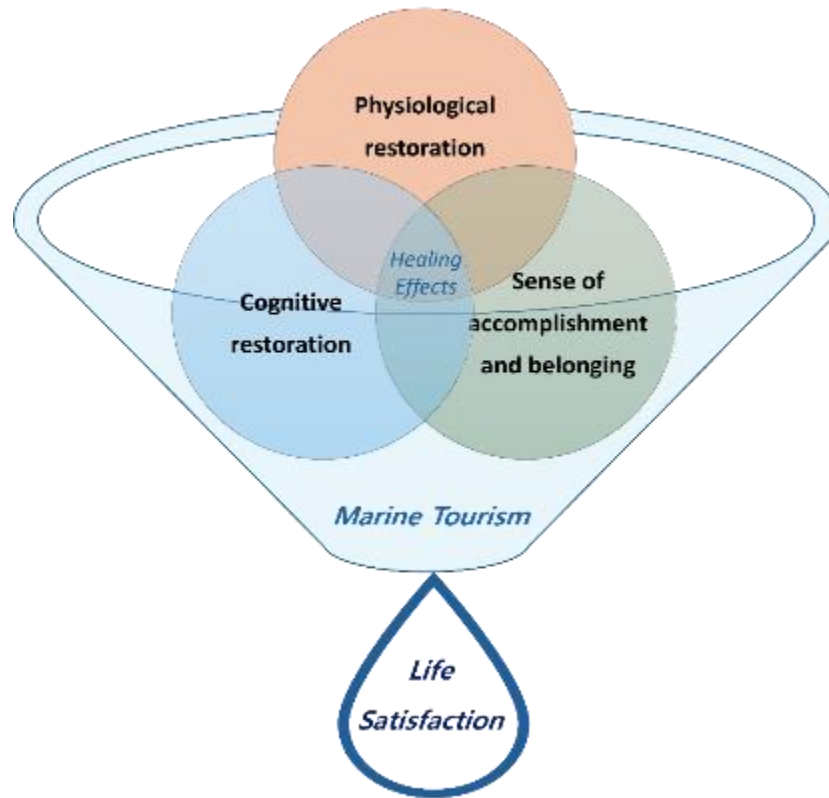 Physiological
restoration
Healing
Effects
Cognitive
restoration
Sense of
accomplishment
and belonging
Marine Tourism
Life
Satisfaction